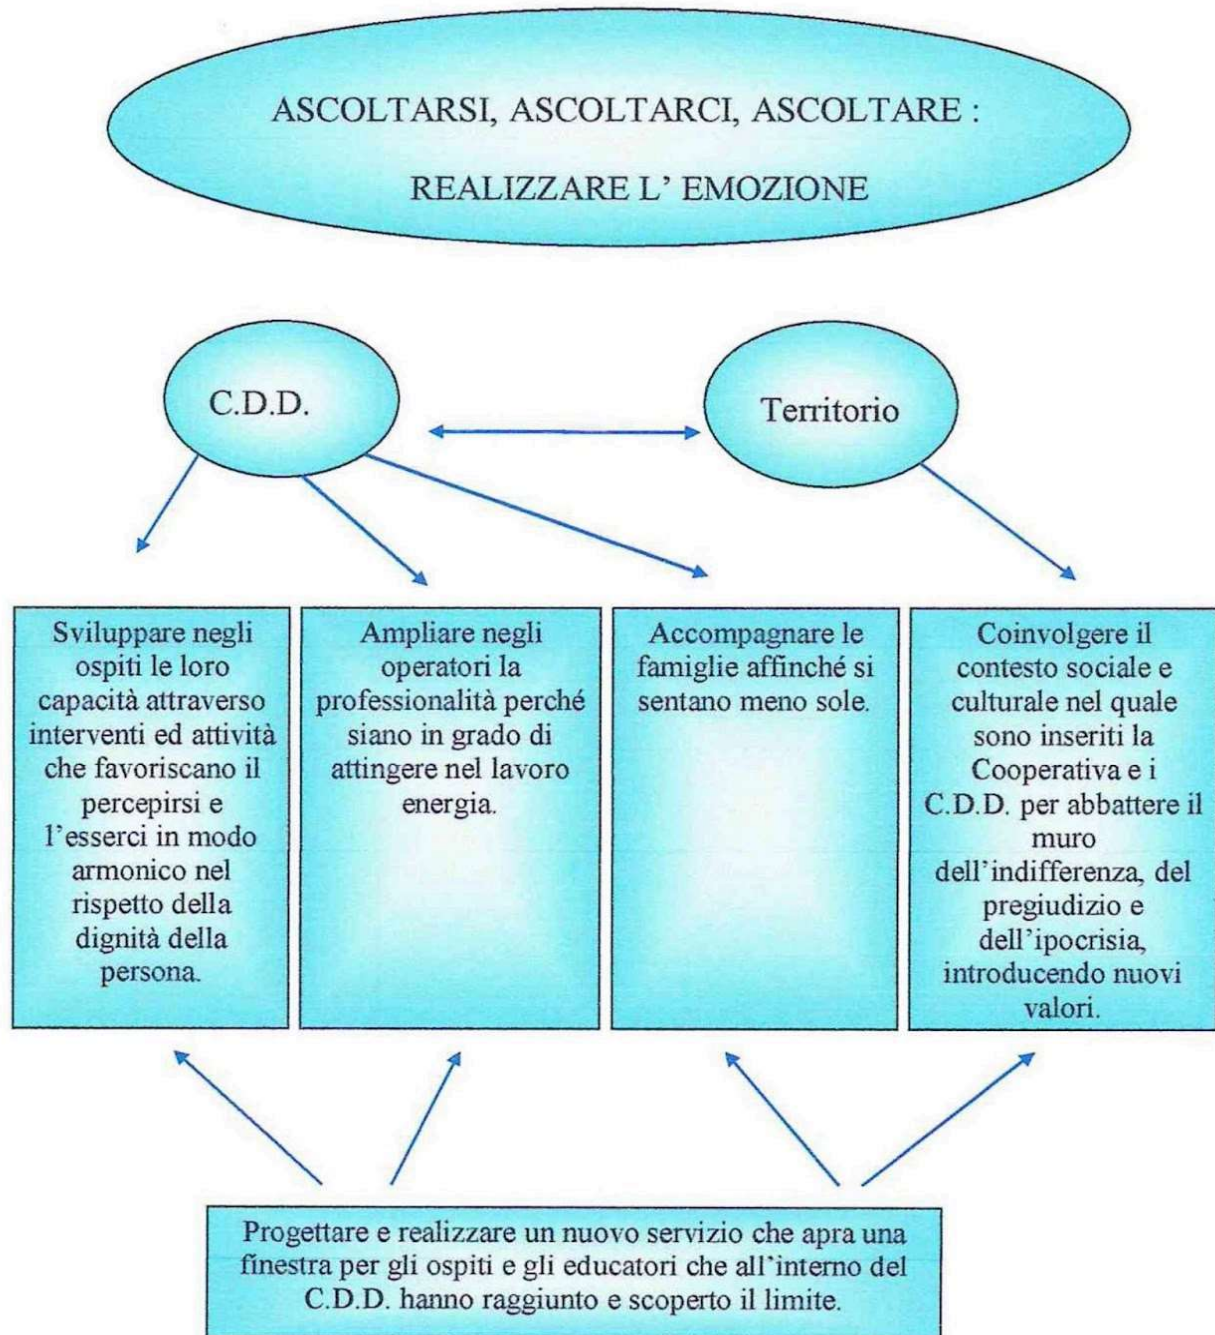 ASCOLTARSI, ASCOLTARCI, ASCOLTARE :
REALIZZARE L' EMOZIONE
C.D.D.
Territorio
Sviluppare negli
ospiti le loro
capacità attraverso
interventi ed attività
che favoriscano il
percepirsi e
l'esserci in modo
armonico nel
rispetto della
dignità della
persona.
Ampliare negli
operatori la
professionalità perché
siano in grado di
attingere nel lavoro
energia.
Accompagnare le
famiglie affinché si
sentano meno sole.
Coinvolgere il
contesto sociale e
culturale nel quale
sono inseriti la
Cooperativa e i
C.D.D. per abbattere il
muro
dell'indifferenza, del
pregiudizio e
dell'ipocrisia,
introducendo nuovi
valori.
Progettare e realizzare un nuovo servizio che apra una
finestra per gli ospiti e gli educatori che all'interno del
C.D.D. hanno raggiunto e scoperto il limite.